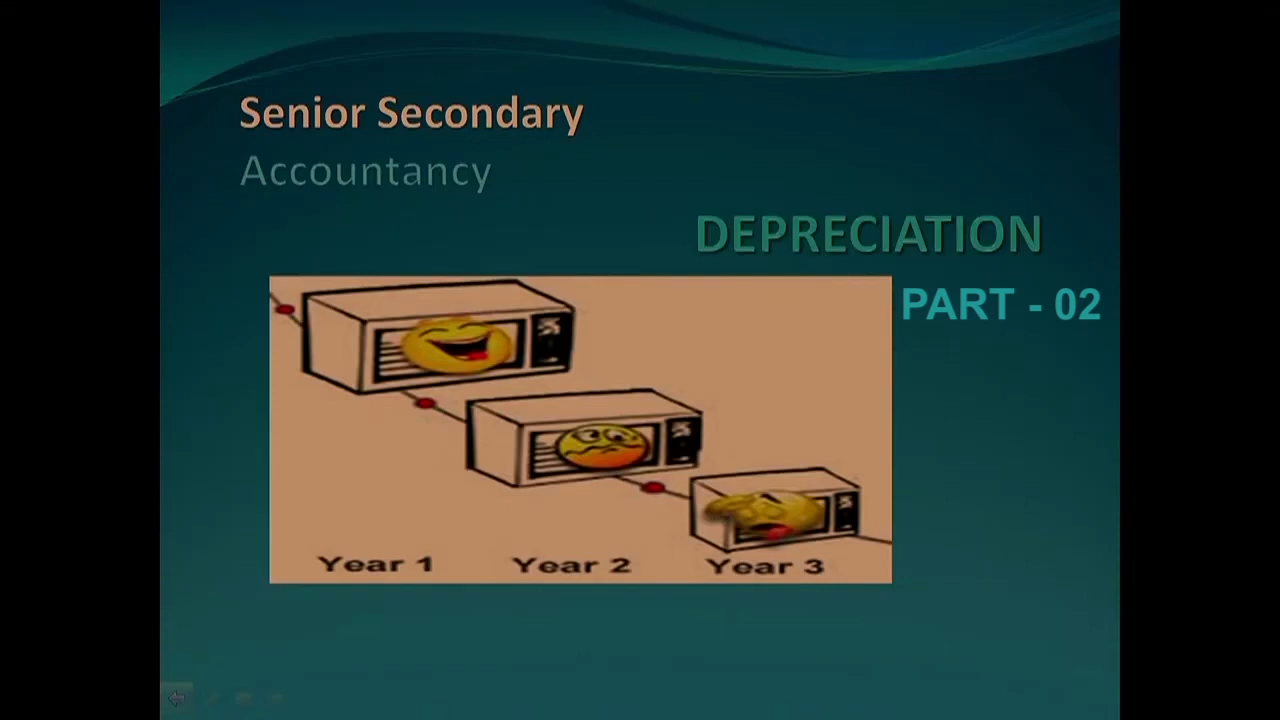 Senior Secondary
Accountancy
DEPRECIATION
PART - 02
Year 1
Year 2
Year 3